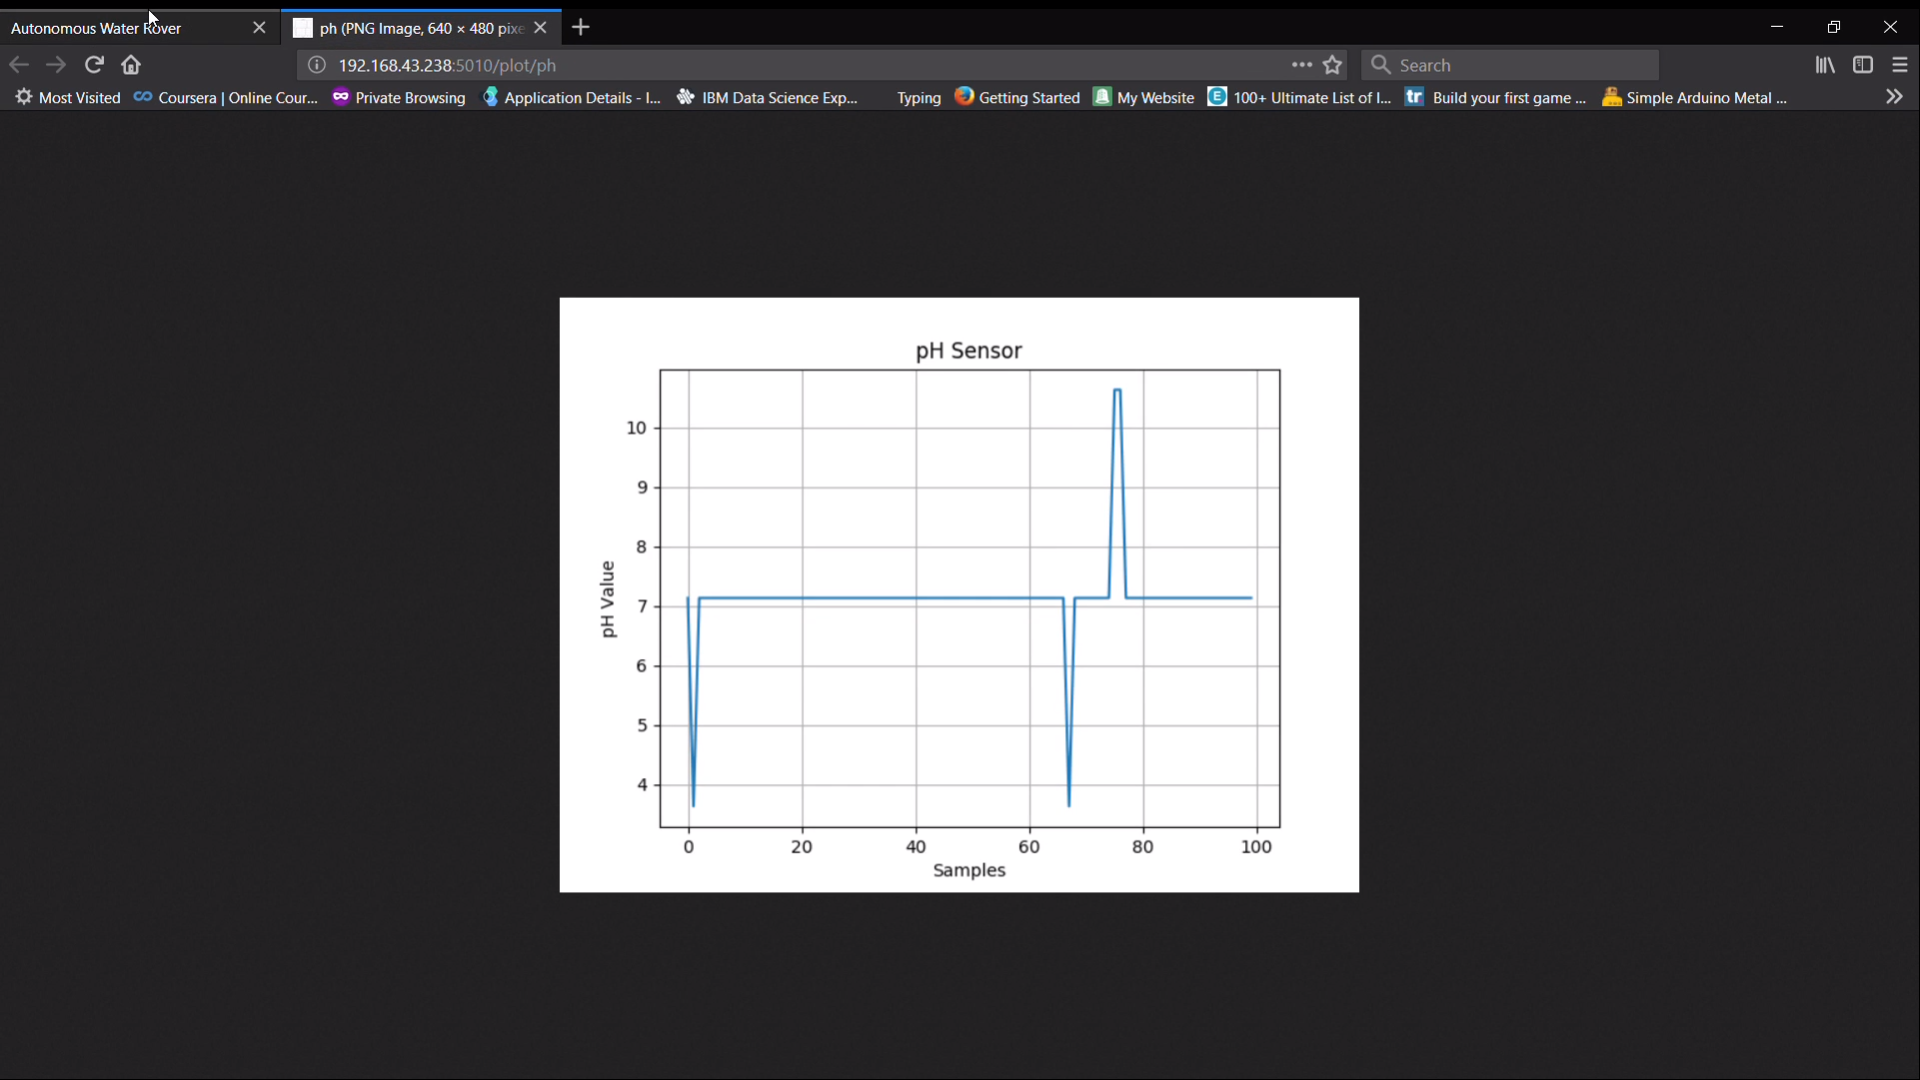 Autonomous Water Rover
ph (PNG Image, 640 × 480 pixe
192.168.43.238:5010/plot/ph
Search
Most Visited
Coursera | Online Cour...
Private Browsing
Application Details - I...
IBM Data Science Exp...
Typing
Getting Started
My Website
E 100+ Ultimate List of I...
tr Build your first game ...
Simple Arduino Metal ...
pH Sensor
10
9
8
7
6
5
4
pH Value
0 20 40 60 80 100
Samples